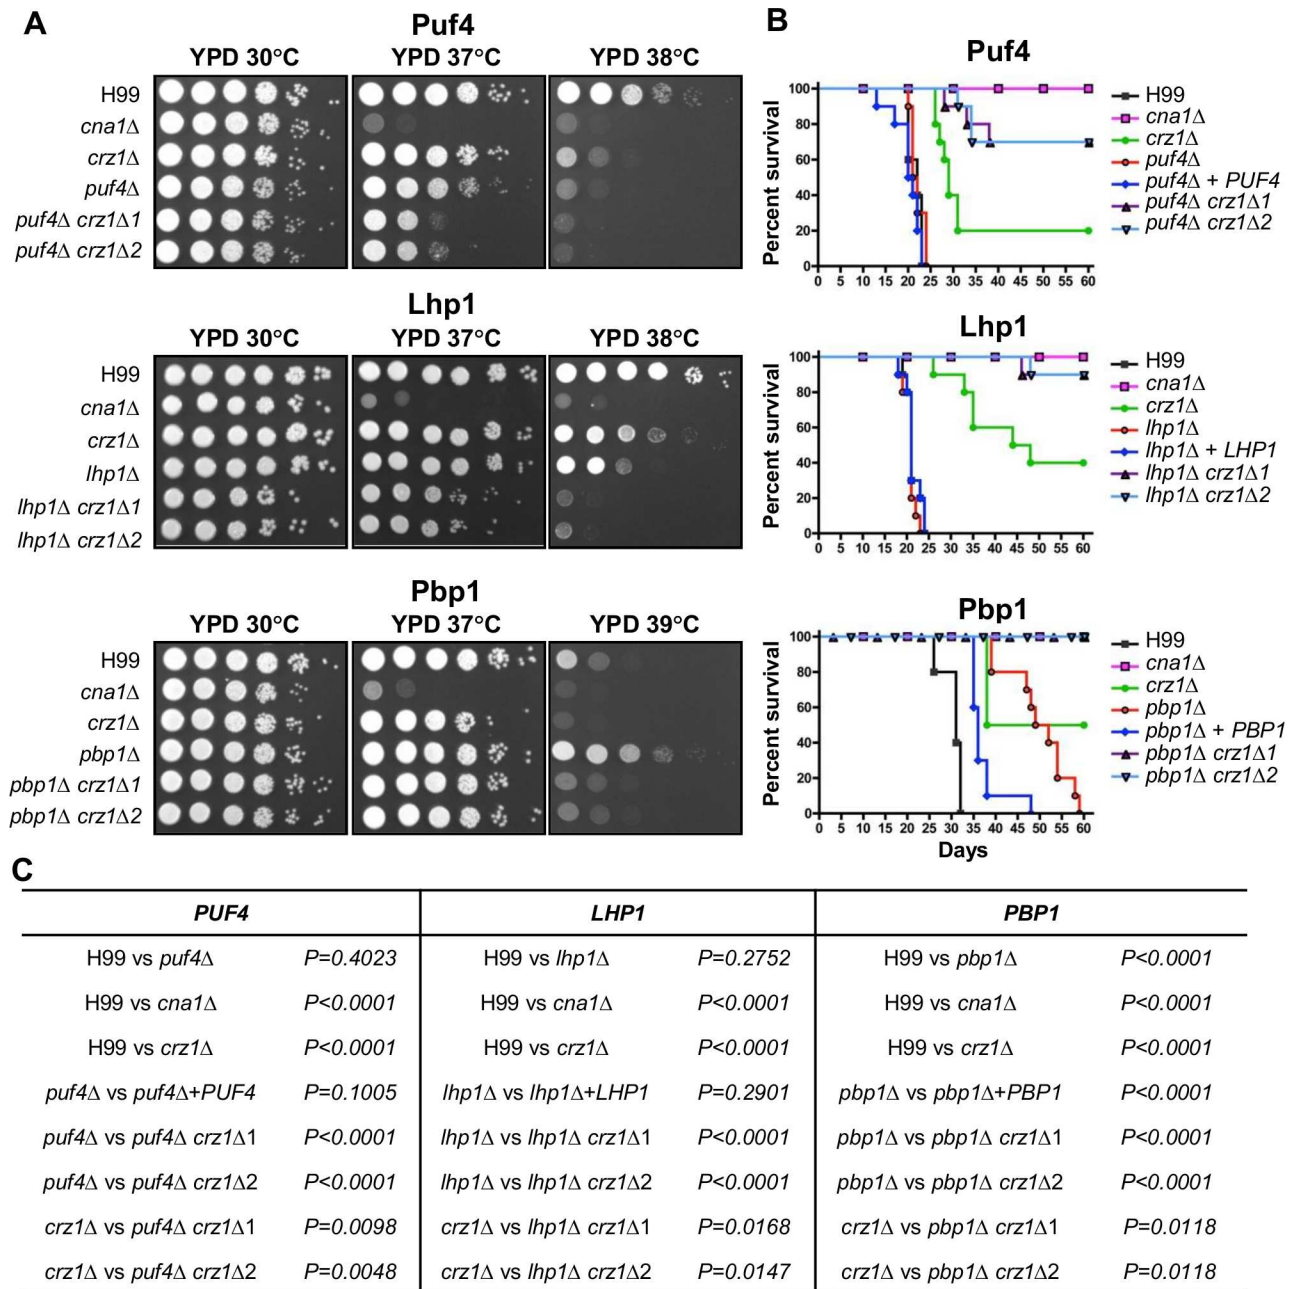 A
Puf4
YPD 30°C YPD 37°C YPD 38°C
H99
cna1Δ
crz1Δ
puf4Δ
puf4Δ crz1Δ1
puf4Δ crz1Δ2
Lhp1
YPD 30°C YPD 37°C YPD 38°C
H99
cna1Δ
crz1Δ
lhp1Δ
lhp1Δ crz1Δ1
lhp1Δ crz1Δ2
Pbp1
YPD 30°C YPD 37°C YPD 39°C
H99
cna1Δ
crz1Δ
pbp1Δ
pbp1Δ crz1Δ1
pbp1Δ crz1Δ2
B
Puf4
Percent survival
100
80
60
40
20
0
0 5 10 15 20 25 30 35 40 45 50 55 60
H99
cna1Δ
crz1Δ
puf4Δ
puf4Δ + PUF4
puf4Δ crz1Δ1
puf4Δ crz1Δ2
Lhp1
Percent survival
100
80
60
40
20
0
0 5 10 15 20 25 30 35 40 45 50 55 60
H99
cna1Δ
crz1Δ
lhp1Δ
lhp1Δ + LHP1
lhp1Δ crz1Δ1
lhp1Δ crz1Δ2
Pbp1
Percent survival
100
80
60
40
20
0
0 5 10 15 20 25 30 35 40 45 50 55 60
Days
H99
cna1Δ
crz1Δ
pbp1Δ
pbp1Δ + PBP1
pbp1Δ crz1Δ1
pbp1Δ crz1Δ2
C
PUF4 LHP1 PBP1
H99 vs puf4Δ P=0.4023 H99 vs lhp1Δ P=0.2752 H99 vs pbp1Δ P<0.0001
H99 vs cna1Δ P<0.0001 H99 vs cna1Δ P<0.0001 H99 vs cna1Δ P<0.0001
H99 vs crz1Δ P<0.0001 H99 vs crz1Δ P<0.0001 H99 vs crz1Δ P<0.0001
puf4Δ vs puf4Δ+PUF4 P=0.1005 lhp1Δ vs lhp1Δ+LHP1 P=0.2901 pbp1Δ vs pbp1Δ+PBP1 P<0.0001
puf4Δ vs puf4Δ crz1Δ1 P<0.0001 lhp1Δ vs lhp1Δ crz1Δ1 P<0.0001 pbp1Δ vs pbp1Δ crz1Δ1 P<0.0001
puf4Δ vs puf4Δ crz1Δ2 P<0.0001 lhp1Δ vs lhp1Δ crz1Δ2 P<0.0001 pbp1Δ vs pbp1Δ crz1Δ2 P<0.0001
crz1Δ vs puf4Δ crz1Δ1 P=0.0098 crz1Δ vs lhp1Δ crz1Δ1 P=0.0168 crz1Δ vs pbp1Δ crz1Δ1 P=0.0118
crz1Δ vs puf4Δ crz1Δ2 P=0.0048 crz1Δ vs lhp1Δ crz1Δ2 P=0.0147 crz1Δ vs pbp1Δ crz1Δ2 P=0.0118